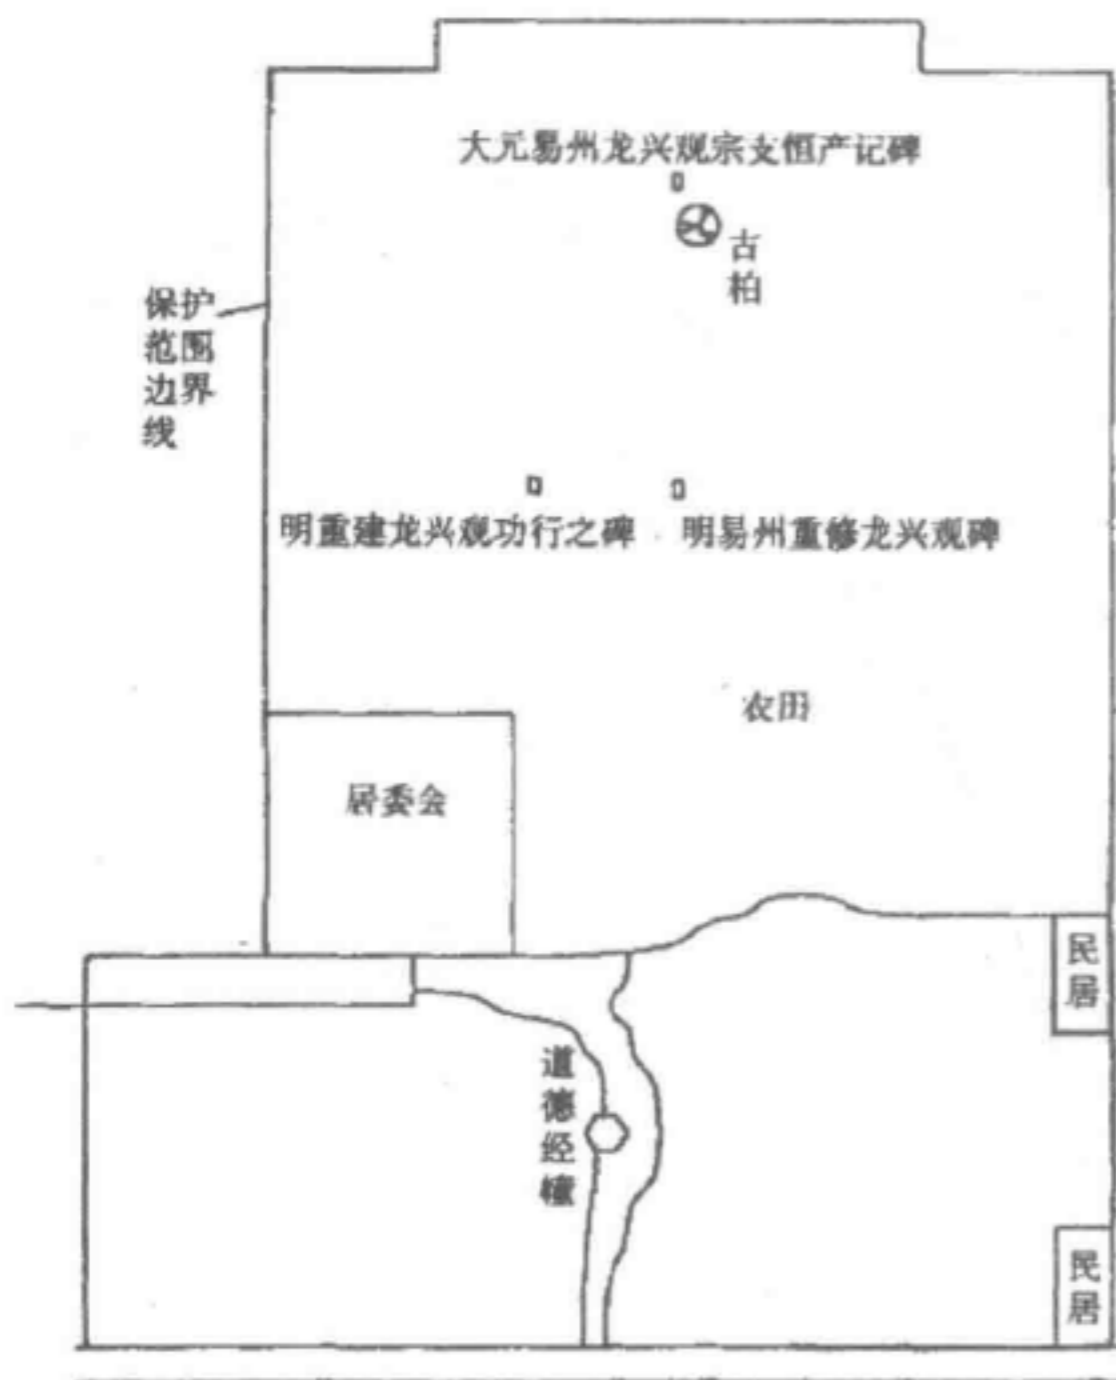 大元易州龙兴观宗支恒产记碑
古柏
保护范围边界线
明重建龙兴观功行之碑
明易州重修龙兴观碑
农田
居委会
民居
道德经幢
民居